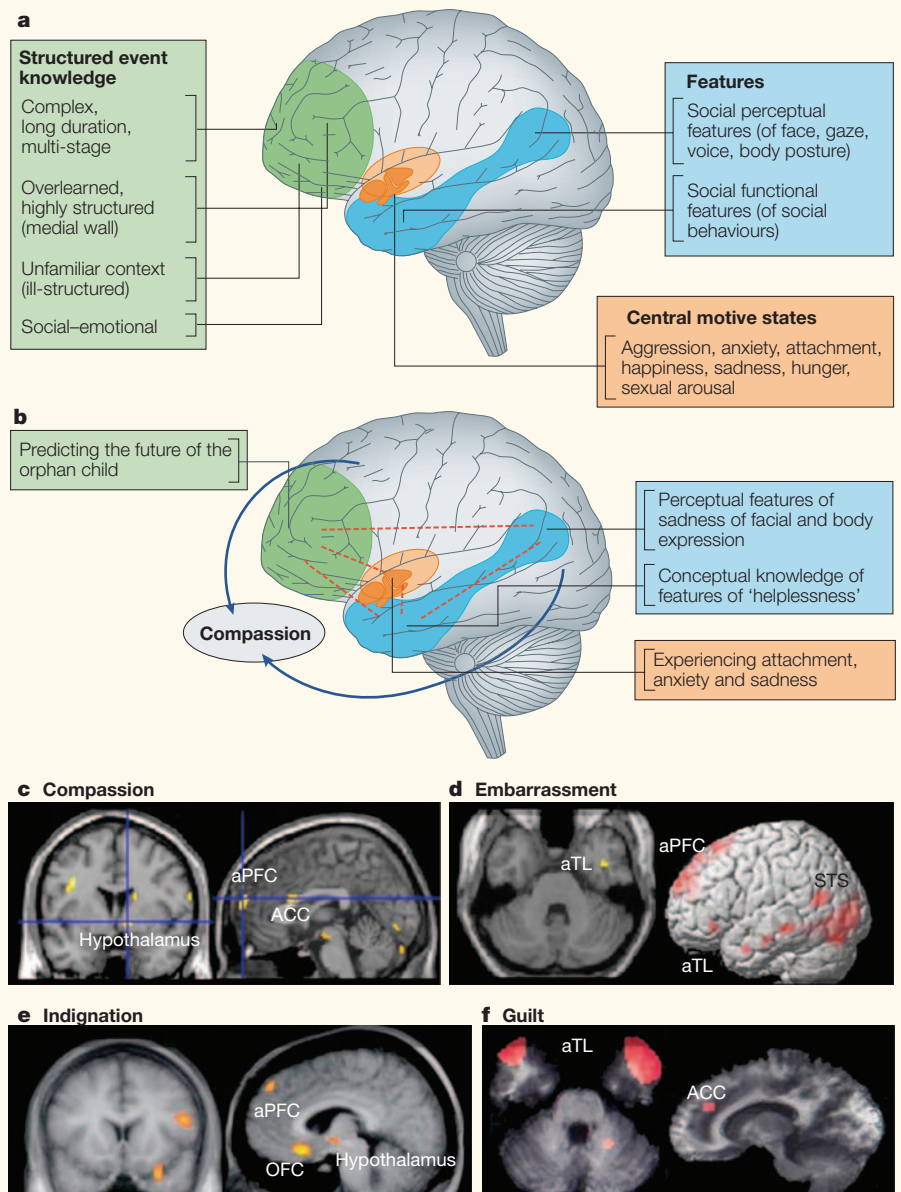 a
Structured event
knowledge
Complex,
long duration,
multi-stage
Overlearned,
highly structured
(medial wall)
Unfamiliar context
(ill-structured)
Social–emotional
Features
Social perceptual
features (of face, gaze,
voice, body posture)
Social functional
features (of social
behaviours)
Central motive states
Aggression, anxiety, attachment,
happiness, sadness, hunger,
sexual arousal
b
Predicting the future of the
orphan child
Compassion
Perceptual features of
sadness of facial and body
expression
Conceptual knowledge of
features of ‘helplessness’
Experiencing attachment,
anxiety and sadness
c Compassion
aPFC
ACC
Hypothalamus
d Embarrassment
aTL
aPFC
STS
aTL
e Indignation
aPFC
OFC
Hypothalamus
f Guilt
aTL
ACC